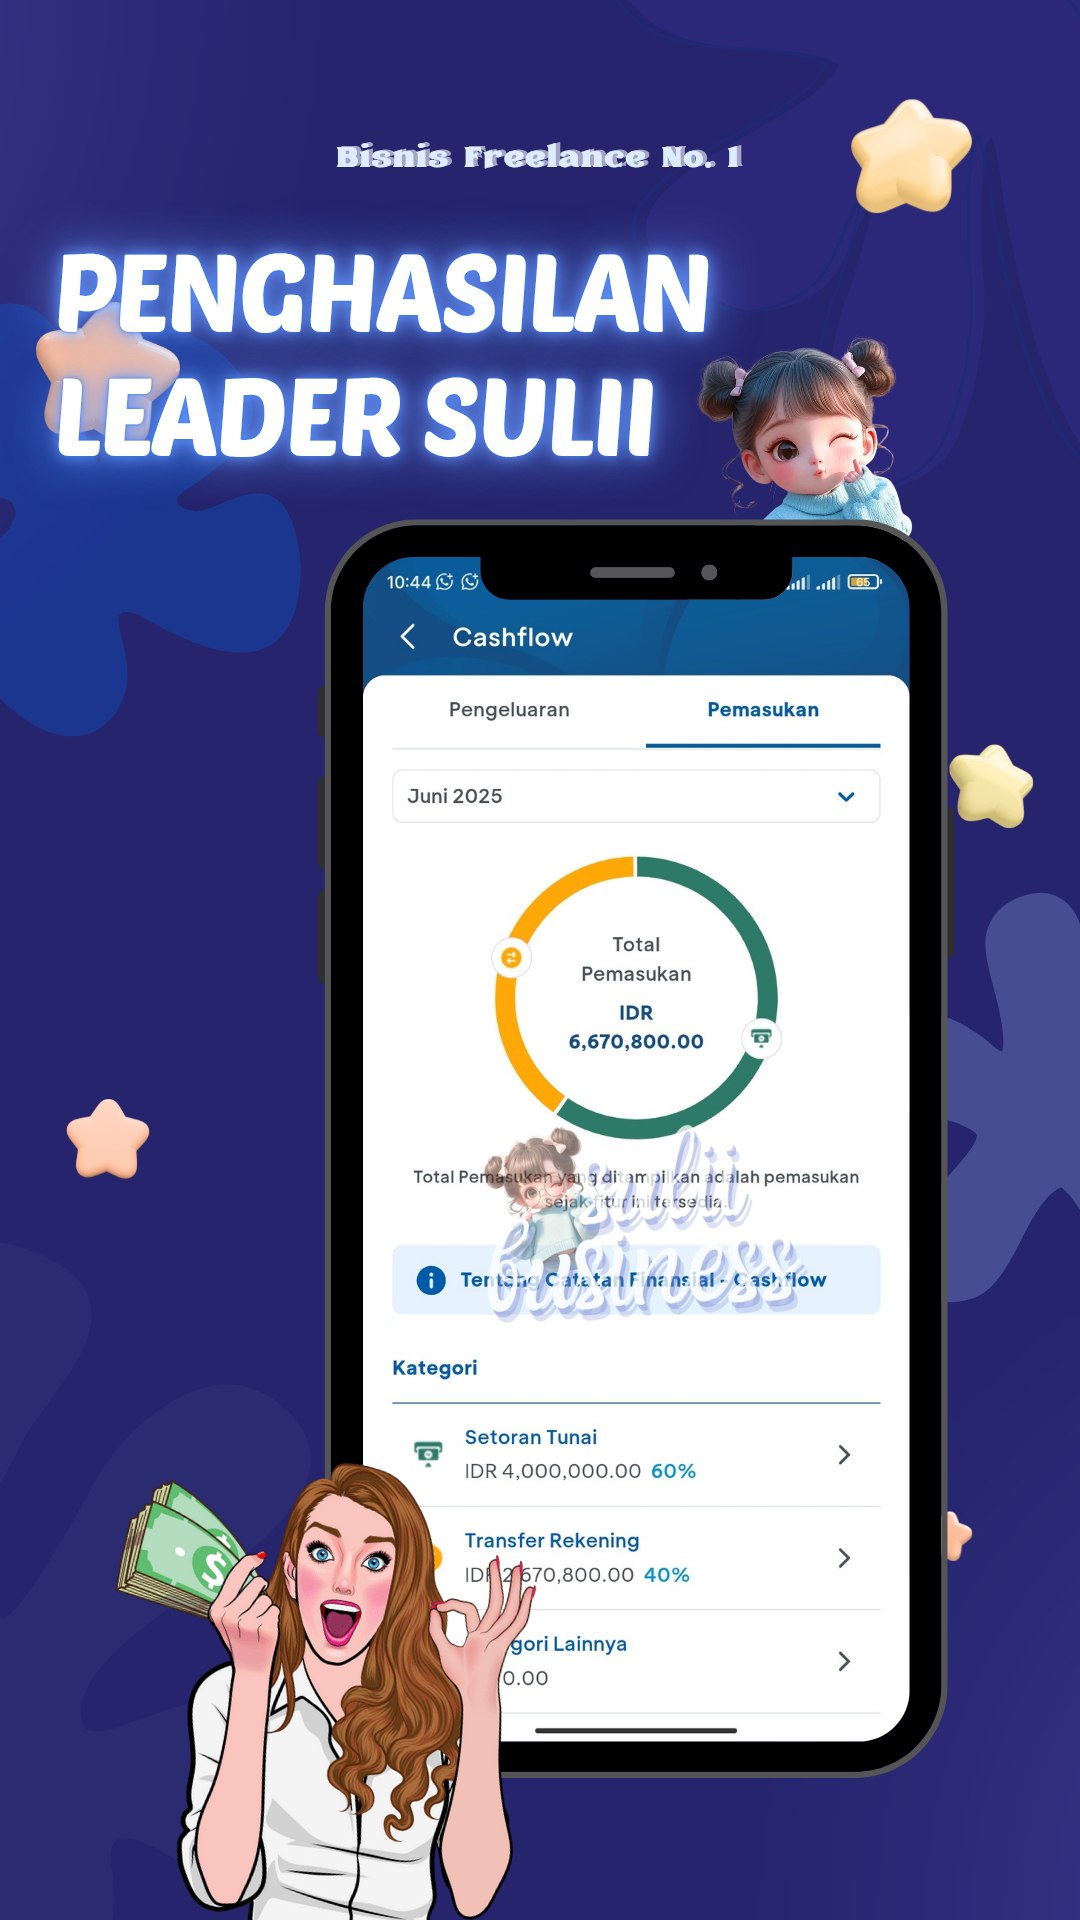 Bisnis Freelance No. 1
PENGHASILAN
LEADER SULII
10:44
65
Cashflow
Pengeluaran
Pemasukan
Juni 2025
Total
Pemasukan
IDR
6,670,800.00
Total Pemasukan yang ditampilkan adalah pemasukan
sejak fitur ini tersedia.
sulii
business
Tentang Catatan Finansial - Cashflow
Kategori
Setoran Tunai
IDR 4,000,000.00 60%
Transfer Rekening
IDR 2,670,800.00 40%
gori Lainnya
0.00